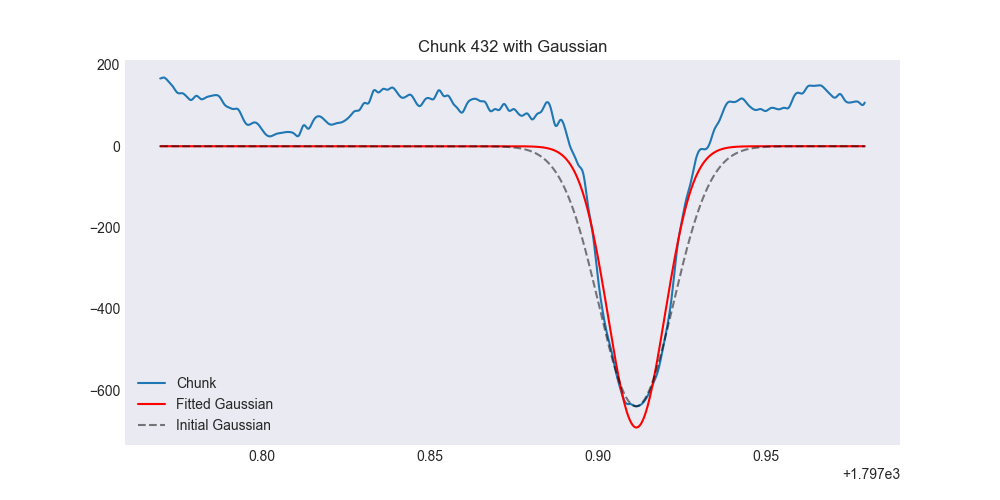 Chunk 432 with Gaussian
200
0
−200
−400
−600
Chunk
Fitted Gaussian
Initial Gaussian
0.80 0.85 0.90 0.95
+1.797e3